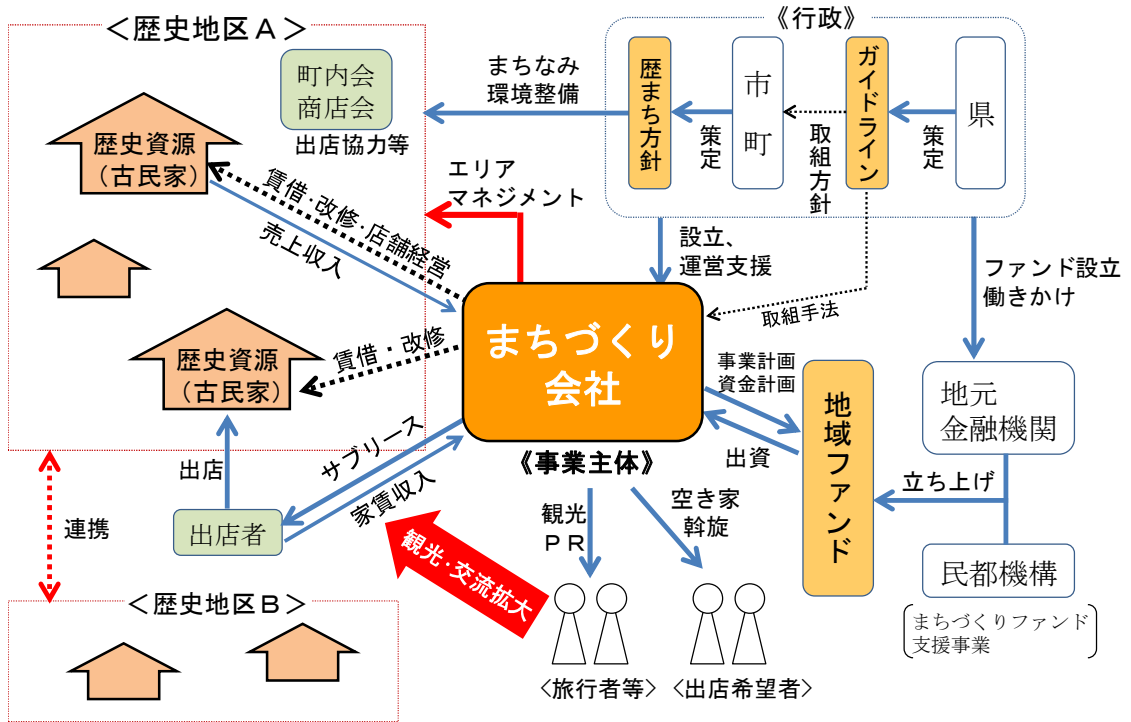 ＜歴史地区Ａ＞
町内会
商店会
出店協力等
歴史資源
（古民家）
賃借・改修・店舗経営
売上収入
歴史資源
（古民家）
賃借・改修
出店
出店者
サブリース
家賃収入
連携
＜歴史地区Ｂ＞
まちなみ
環境整備
エリア
マネジメント
《行政》
歴まち方針
策定
市町
取組方針
ガイドライン
策定
県
設立、
運営支援
取組手法
ファンド設立
働きかけ
まちづくり
会社
《事業主体》
事業計画
資金計画
出資
地域ファンド
地元
金融機関
立ち上げ
民都機構
まちづくりファンド
支援事業
観光
ＰＲ
空き家
斡旋
観光・交流拡大
＜旅行者等＞
＜出店希望者＞